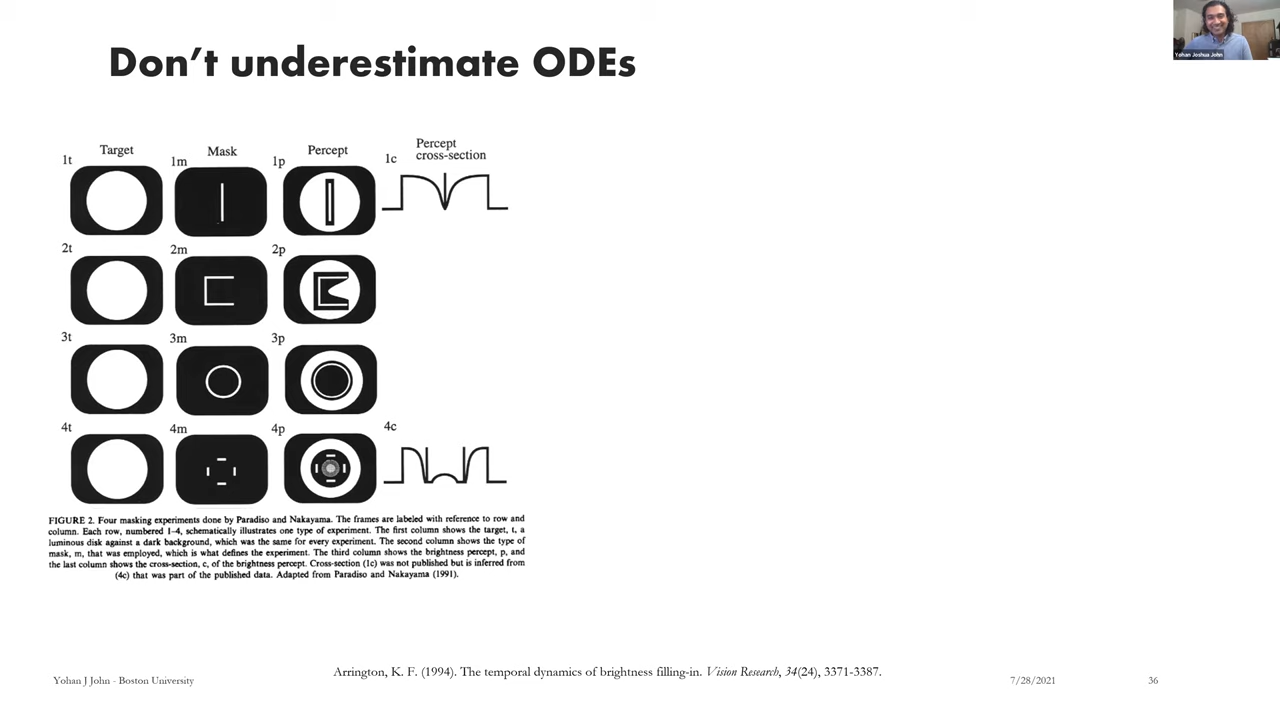 Don't underestimate ODEs
Yohan Joshua John
Target
Mask
Percept
Percept
cross-section
1t
1m
1p
1c
2t
2m
2p
3t
3m
3p
4t
4m
4p
4c
FIGURE 2. Four masking experiments done by Paradiso and Nakayama. The frames are labeled with reference to row and
column. Each row, numbered 1–4, schematically illustrates one type of experiment. The first column shows the target, t, a
luminous disk against a dark background, which was the same for every experiment. The second column shows the type of
mask, m, that was employed, which is what defines the experiment. The third column shows the brightness percept, p, and
the last column shows the cross-section, c, of the brightness percept. Cross-section (1c) was not published but is inferred from
(4c) that was part of the published data. Adapted from Paradiso and Nakayama (1991).
Arrington, K. F. (1994). The temporal dynamics of brightness filling-in. Vision Research, 34(24), 3371-3387.
Yohan J John - Boston University
7/28/2021
36